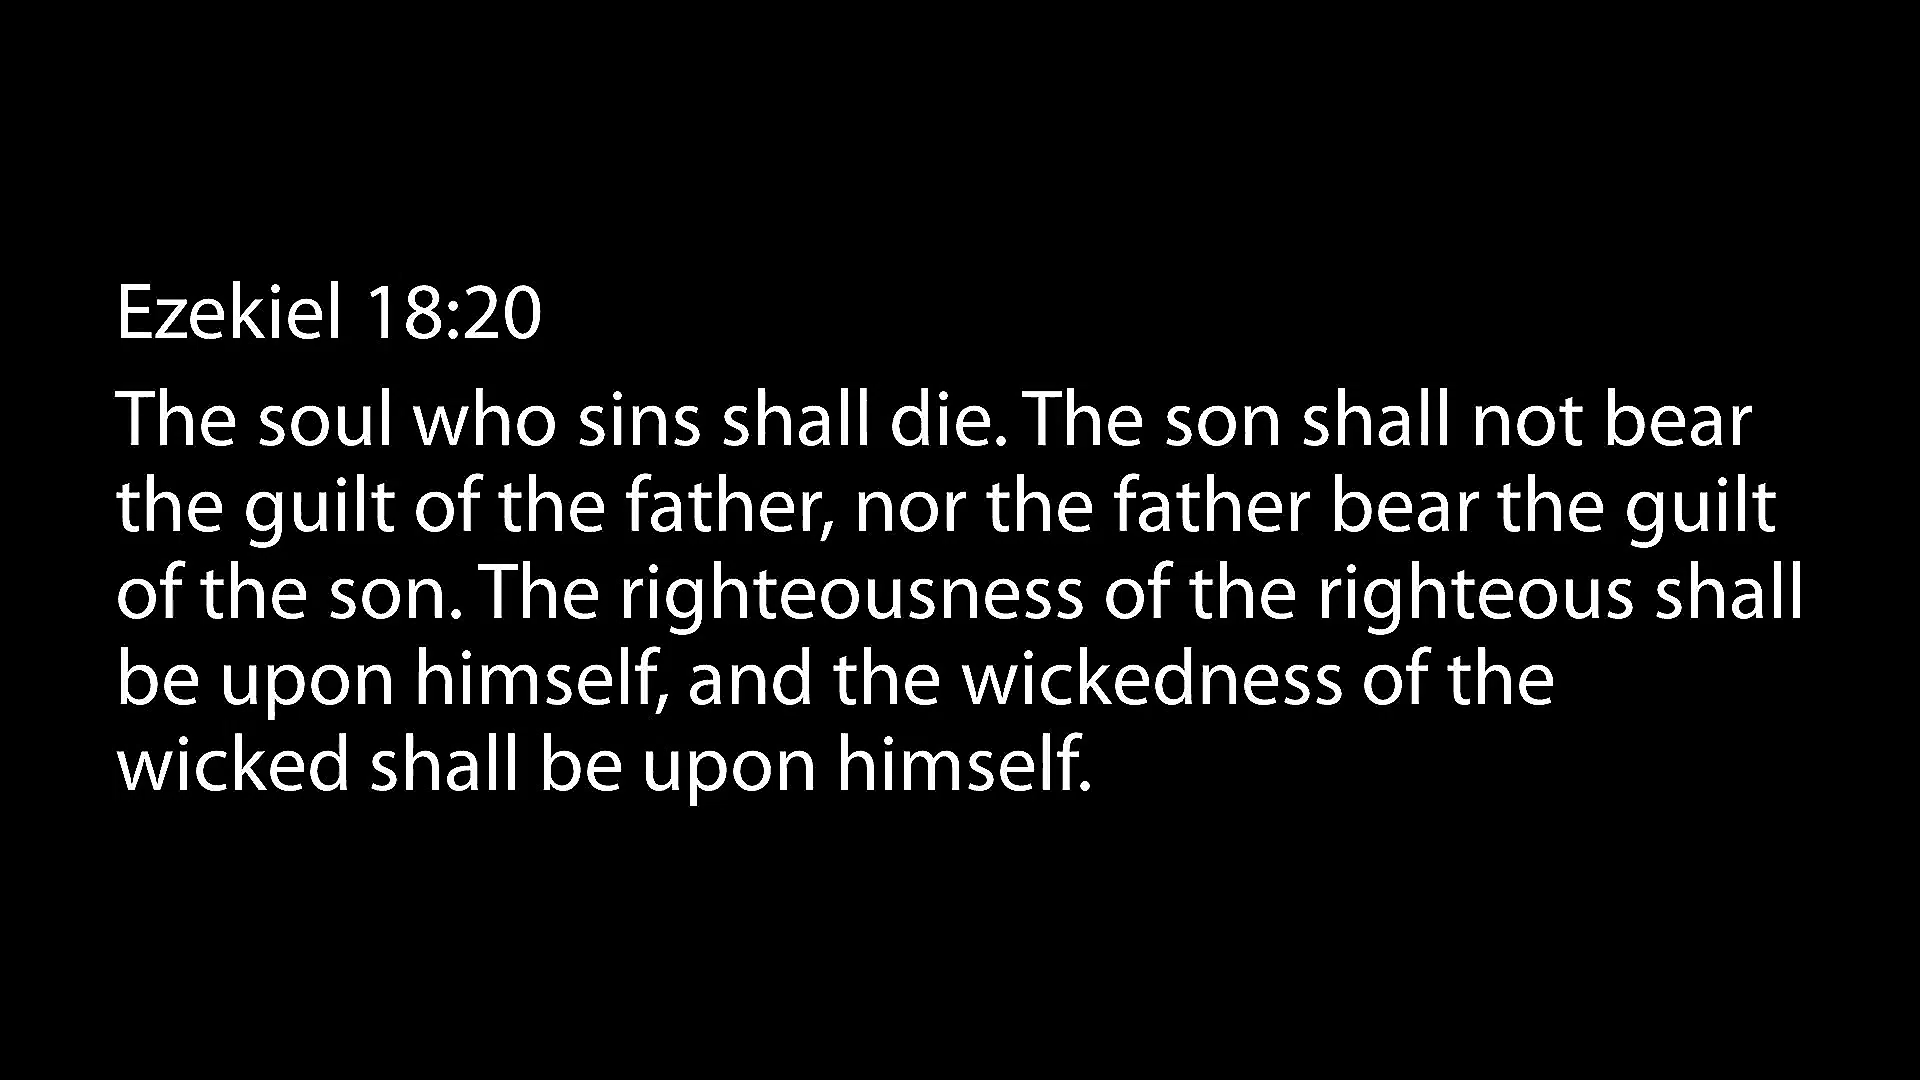 Ezekiel 18:20
The soul who sins shall die. The son shall not bear
the guilt of the father, nor the father bear the guilt
of the son. The righteousness of the righteous shall
be upon himself, and the wickedness of the
wicked shall be upon himself.